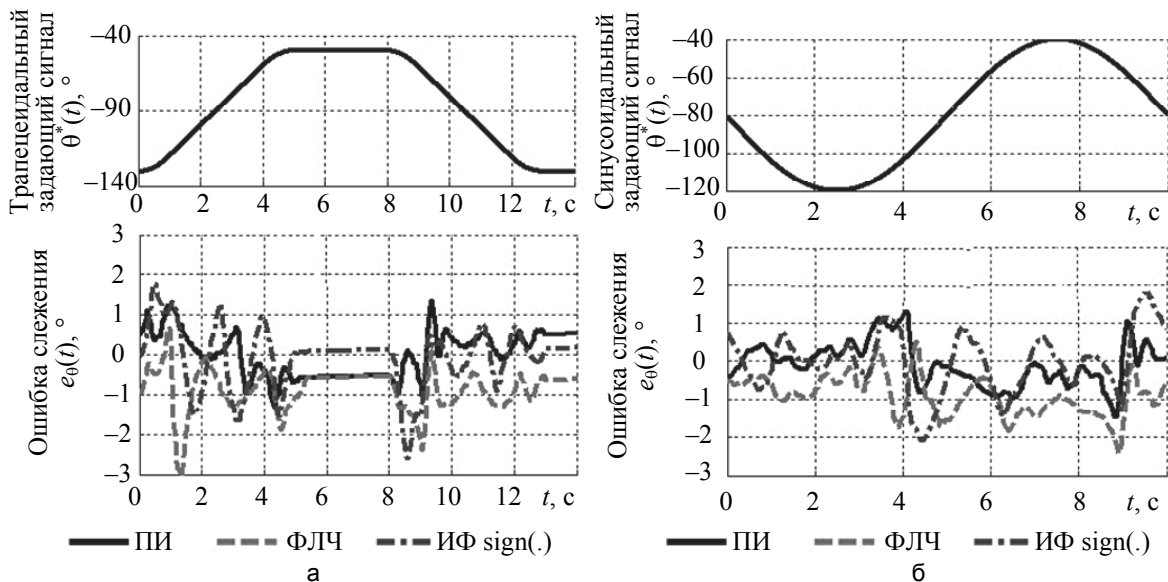 Трапецеидальный
задающий сигнал
θ*(t), °
−40
−90
−140
0 2 4 6 8 10 12 t, с
Ошибка слежения
eθ(t), °
3
2
1
0
−1
−2
−3
0 2 4 6 8 10 12 t, с
ПИ ФЛЧ ИФ sign(.)
а
Синусоидальный
задающий сигнал
θ*(t), °
−40
−60
−80
−100
−120
0 2 4 6 8 t, с
Ошибка слежения
eθ(t), °
3
2
1
0
−1
−2
−3
0 2 4 6 8 t, с
ПИ ФЛЧ ИФ sign(.)
б